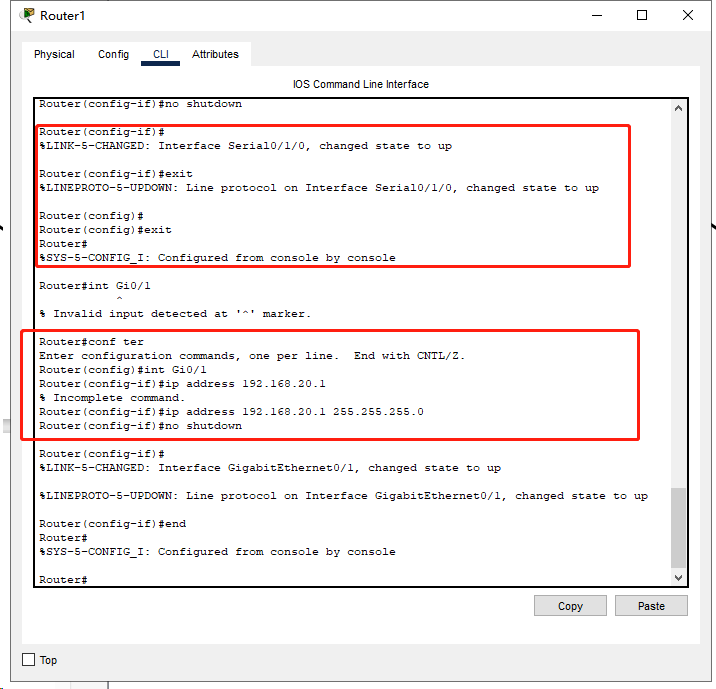 Router1
Physical Config CLI Attributes
IOS Command Line Interface
Router(config-if)#no shutdown
Router(config-if)#
%LINK-5-CHANGED: Interface Serial0/1/0, changed state to up
Router(config-if)#exit
%LINEPROTO-5-UPDOWN: Line protocol on Interface Serial0/1/0, changed state to up
Router(config)#
Router(config)#exit
Router#
%SYS-5-CONFIG_I: Configured from console by console
Router#int Gi0/1
^
% Invalid input detected at '^' marker.
Router#conf ter
Enter configuration commands, one per line.  End with CNTL/Z.
Router(config)#int Gi0/1
Router(config-if)#ip address 192.168.20.1
% Incomplete command.
Router(config-if)#ip address 192.168.20.1 255.255.255.0
Router(config-if)#no shutdown
Router(config-if)#
%LINK-5-CHANGED: Interface GigabitEthernet0/1, changed state to up
%LINEPROTO-5-UPDOWN: Line protocol on Interface GigabitEthernet0/1, changed state to up
Router(config-if)#end
Router#
%SYS-5-CONFIG_I: Configured from console by console
Router#
Copy Paste
Top